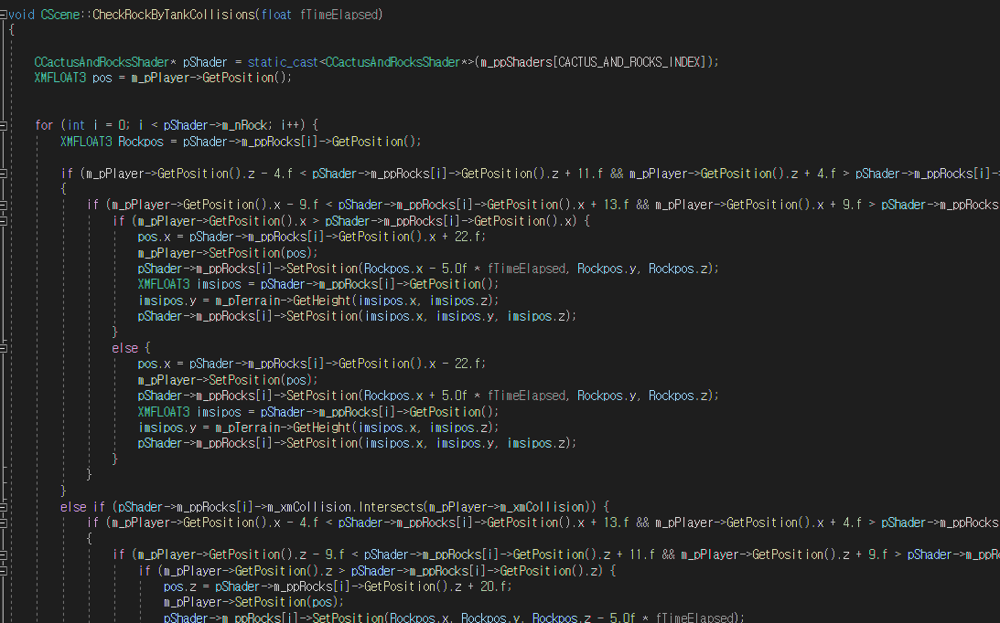 void CScene::CheckRockByTankCollisions(float fTimeElapsed)
{
CCactusAndRocksShader* pShader = static_cast<CCactusAndRocksShader*>(m_ppShaders[CACTUS_AND_ROCKS_INDEX]);
XMFLOAT3 pos = m_pPlayer->GetPosition();
for (int i = 0; i < pShader->m_nRock; i++) {
XMFLOAT3 Rockpos = pShader->m_ppRocks[i]->GetPosition();
if (m_pPlayer->GetPosition().z - 4.f < pShader->m_ppRocks[i]->GetPosition().z + 11.f && m_pPlayer->GetPosition().z + 4.f > pShader->m_ppRocks[i]->
{
if (m_pPlayer->GetPosition().x - 9.f < pShader->m_ppRocks[i]->GetPosition().x + 13.f && m_pPlayer->GetPosition().x + 9.f > pShader->m_ppRocks
if (m_pPlayer->GetPosition().x > pShader->m_ppRocks[i]->GetPosition().x) {
pos.x = pShader->m_ppRocks[i]->GetPosition().x + 22.f;
m_pPlayer->SetPosition(pos);
pShader->m_ppRocks[i]->SetPosition(Rockpos.x - 5.0f * fTimeElapsed, Rockpos.y, Rockpos.z);
XMFLOAT3 imsipos = pShader->m_ppRocks[i]->GetPosition();
imsipos.y = m_pTerrain->GetHeight(imsipos.x, imsipos.z);
pShader->m_ppRocks[i]->SetPosition(imsipos.x, imsipos.y, imsipos.z);
}
else {
pos.x = pShader->m_ppRocks[i]->GetPosition().x - 22.f;
m_pPlayer->SetPosition(pos);
pShader->m_ppRocks[i]->SetPosition(Rockpos.x + 5.0f * fTimeElapsed, Rockpos.y, Rockpos.z);
XMFLOAT3 imsipos = pShader->m_ppRocks[i]->GetPosition();
imsipos.y = m_pTerrain->GetHeight(imsipos.x, imsipos.z);
pShader->m_ppRocks[i]->SetPosition(imsipos.x, imsipos.y, imsipos.z);
}
}
}
else if (pShader->m_ppRocks[i]->m_xmCollision.Intersects(m_pPlayer->m_xmCollision)) {
if (m_pPlayer->GetPosition().x - 4.f < pShader->m_ppRocks[i]->GetPosition().x + 13.f && m_pPlayer->GetPosition().x + 4.f > pShader->m_ppRocks
{
if (m_pPlayer->GetPosition().z - 9.f < pShader->m_ppRocks[i]->GetPosition().z + 11.f && m_pPlayer->GetPosition().z + 9.f > pShader->
if (m_pPlayer->GetPosition().z > pShader->m_ppRocks[i]->GetPosition().z) {
pos.z = pShader->m_ppRocks[i]->GetPosition().z + 20.f;
m_pPlayer->SetPosition(pos);
pShader->m_ppRocks[i]->SetPosition(Rockpos.x, Rockpos.y, Rockpos.z - 5.0f * fTimeElapsed);